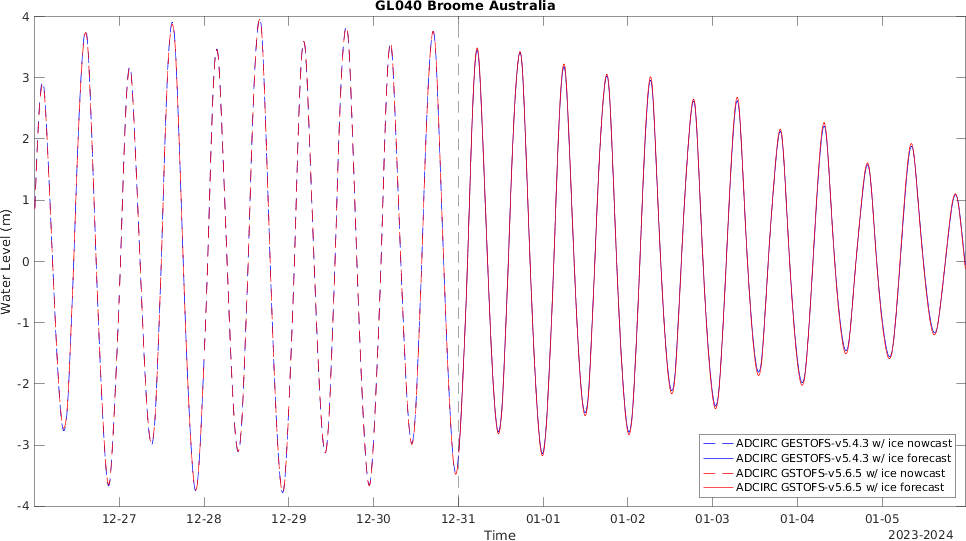 GL040 Broome Australia
4
3
2
1
0
-1
-2
-3
-4
Water Level (m)
12-27 12-28 12-29 12-30 12-31 01-01 01-02 01-03 01-04 01-05
Time
2023-2024
ADCIRC GESTOFS-v5.4.3 w/ ice nowcast
ADCIRC GESTOFS-v5.4.3 w/ ice forecast
ADCIRC GSTOFS-v5.6.5 w/ ice nowcast
ADCIRC GSTOFS-v5.6.5 w/ ice forecast